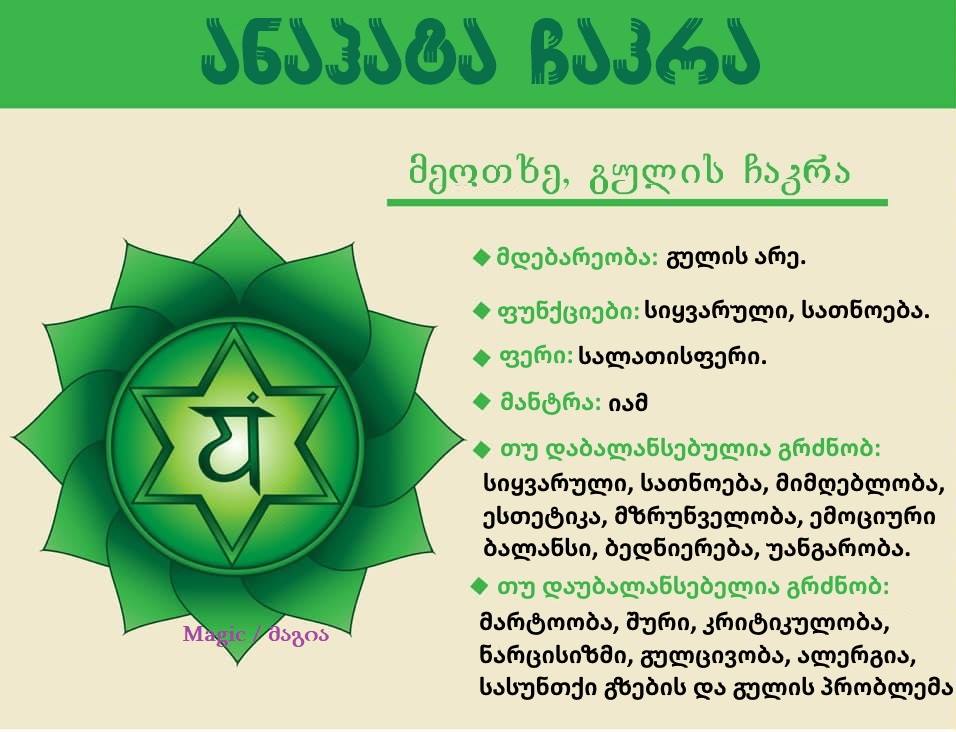 ანაჰატა ჩაკრა
მეოთხე, გულის ჩაკრა
მდებარეობა: გულის არე.
ფუნქციები: სიყვარული, სათნოება.
ფერი: სალათისფერი.
მანტრა: იამ
यं
თუ დაბალანსებულია გრძნობ:
სიყვარული, სათნოება, მიმღებლობა,
ესთეტიკა, მზრუნველობა, ემოციური
ბალანსი, ბედნიერება, უანგარობა.
თუ დაუბალანსებელია გრძნობ:
მარტოობა, შური, კრიტიკულობა,
ნარცისიზმი, გულცივობა, ალერგია,
სასუნთქი გზების და გულის პრობლემა
Magic / მაგია